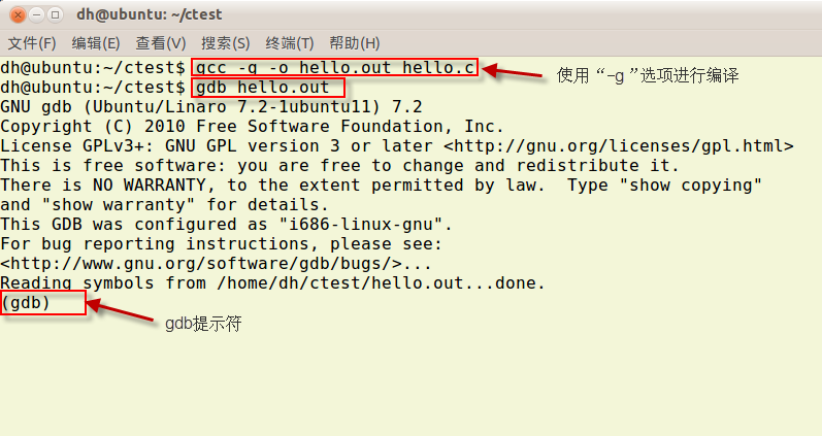 dh@ubuntu: ~/ctest
文件(F) 编辑(E) 查看(V) 搜索(S) 终端(T) 帮助(H)
dh@ubuntu:~/ctest$ gcc -g -o hello.out hello.c
使用“-g”选项进行编译
dh@ubuntu:~/ctest$ gdb hello.out
GNU gdb (Ubuntu/Linaro 7.2-1ubuntu11) 7.2
Copyright (C) 2010 Free Software Foundation, Inc.
License GPLv3+: GNU GPL version 3 or later <http://gnu.org/licenses/gpl.html>
This is free software: you are free to change and redistribute it.
There is NO WARRANTY, to the extent permitted by law.  Type "show copying"
and "show warranty" for details.
This GDB was configured as "i686-linux-gnu".
For bug reporting instructions, please see:
<http://www.gnu.org/software/gdb/bugs/>...
Reading symbols from /home/dh/ctest/hello.out...done.
(gdb)
gdb提示符